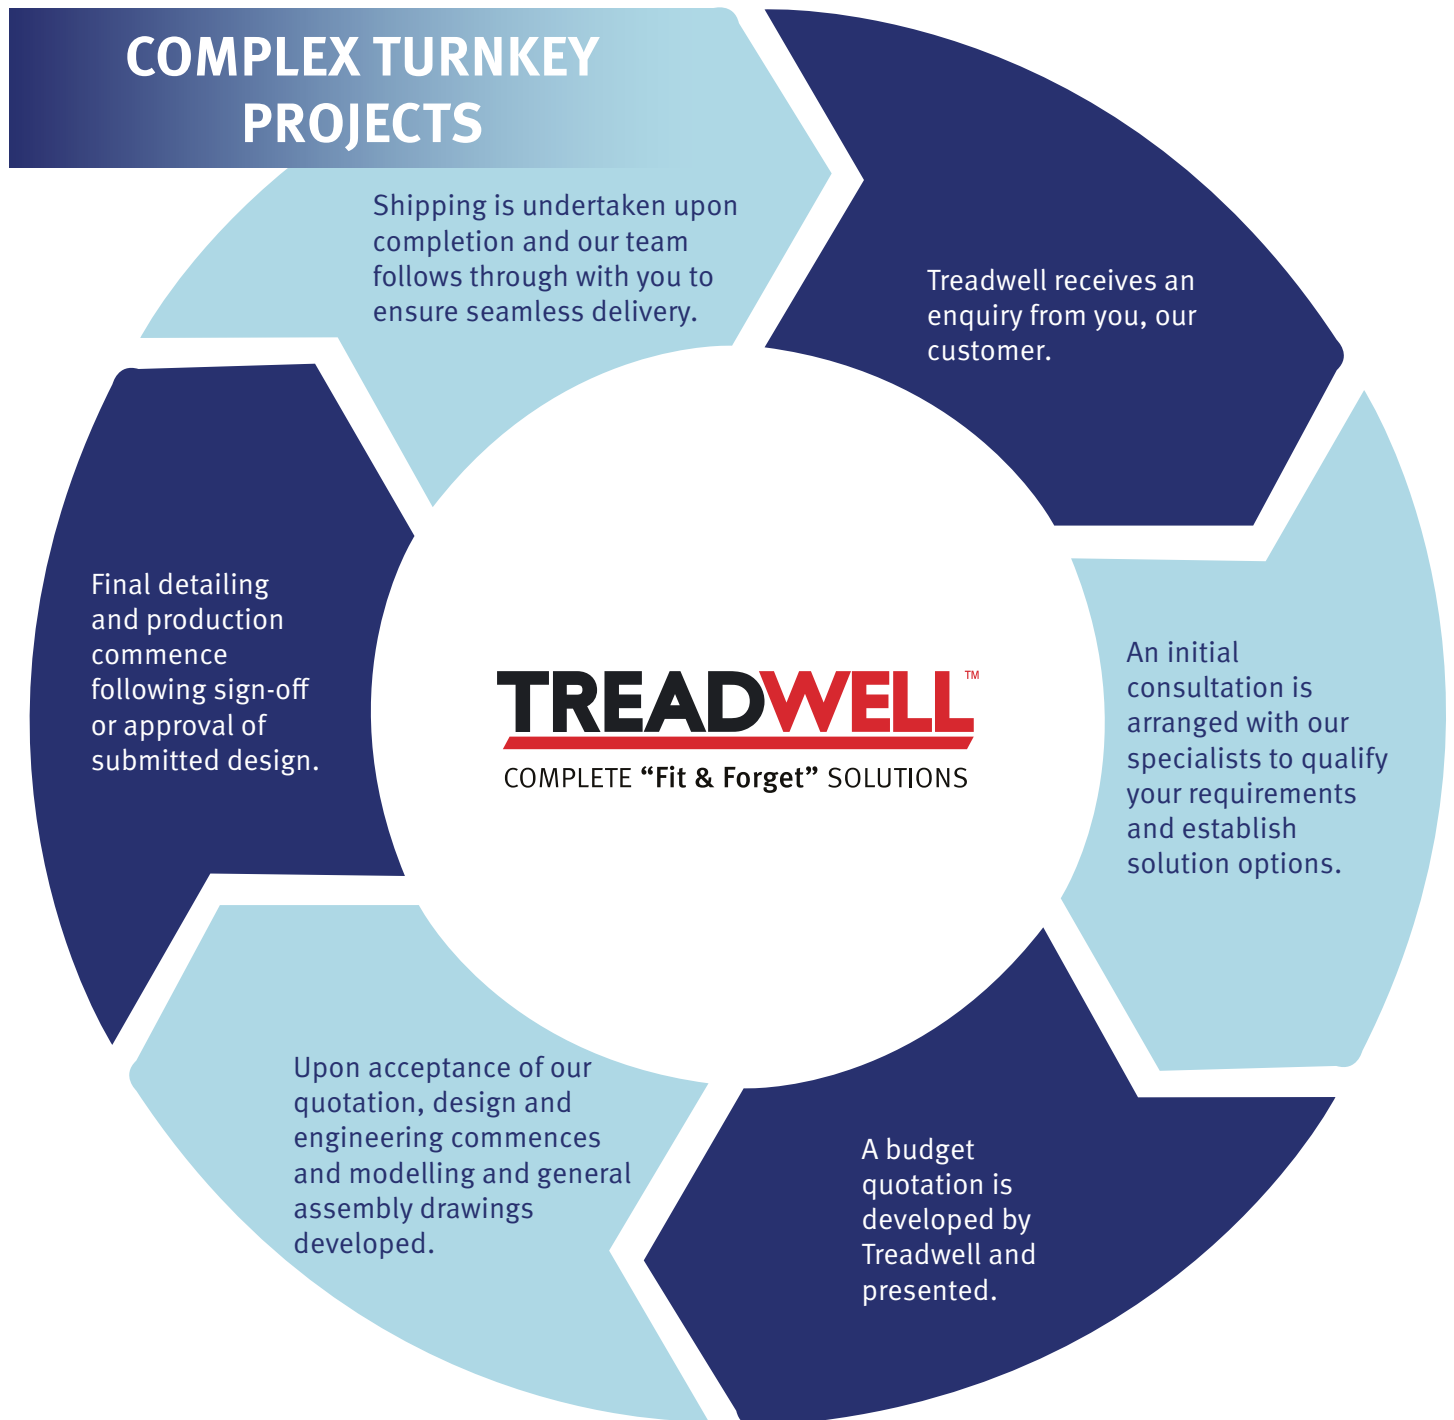 COMPLEX TURNKEY
PROJECTS
Shipping is undertaken upon
completion and our team
follows through with you to
ensure seamless delivery.
Treadwell receives an
enquiry from you, our
customer.
An initial
consultation is
arranged with our
specialists to qualify
your requirements
and establish
solution options.
A budget
quotation is
developed by
Treadwell and
presented.
Upon acceptance of our
quotation, design and
engineering commences
and modelling and general
assembly drawings
developed.
Final detailing
and production
commence
following sign-off
or approval of
submitted design.
TREADWELL™
COMPLETE “Fit & Forget” SOLUTIONS